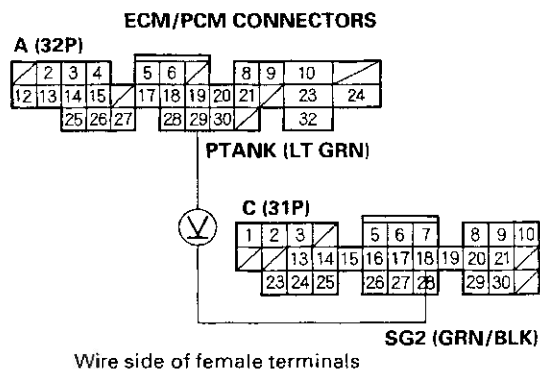 ECM/PCM CONNECTORS
A (32P)
2 3 4 5 6 8 9 10
12 13 14 15 17 18 19 20 21 23 24
25 26 27 28 29 30 32
PTANK (LT GRN)
V
C (31P)
1 2 3 5 6 7 8 9 10
13 14 15 16 17 18 19 20 21
23 24 25 26 27 28 29 30
SG2 (GRN/BLK)
Wire side of female terminals